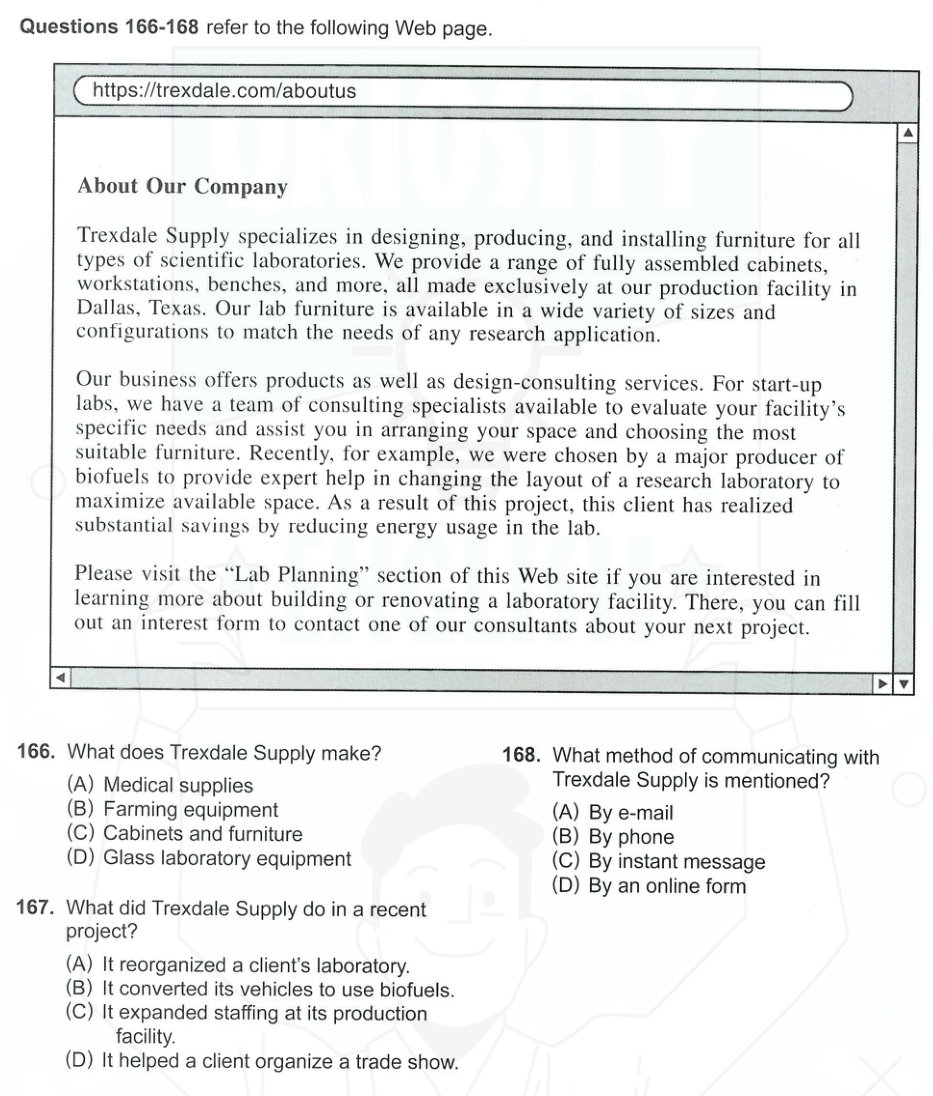 Questions 166-168 refer to the following Web page.
https://trexdale.com/aboutus
About Our Company
Trexdale Supply specializes in designing, producing, and installing furniture for all
types of scientific laboratories. We provide a range of fully assembled cabinets,
workstations, benches, and more, all made exclusively at our production facility in
Dallas, Texas. Our lab furniture is available in a wide variety of sizes and
configurations to match the needs of any research application.
Our business offers products as well as design-consulting services. For start-up
labs, we have a team of consulting specialists available to evaluate your facility's
specific needs and assist you in arranging your space and choosing the most
suitable furniture. Recently, for example, we were chosen by a major producer of
biofuels to provide expert help in changing the layout of a research laboratory to
maximize available space. As a result of this project, this client has realized
substantial savings by reducing energy usage in the lab.
Please visit the “Lab Planning” section of this Web site if you are interested in
learning more about building or renovating a laboratory facility. There, you can fill
out an interest form to contact one of our consultants about your next project.
166. What does Trexdale Supply make?
(A) Medical supplies
(B) Farming equipment
(C) Cabinets and furniture
(D) Glass laboratory equipment
167. What did Trexdale Supply do in a recent
project?
(A) It reorganized a client's laboratory.
(B) It converted its vehicles to use biofuels.
(C) It expanded staffing at its production
facility.
(D) It helped a client organize a trade show.
168. What method of communicating with
Trexdale Supply is mentioned?
(A) By e-mail
(B) By phone
(C) By instant message
(D) By an online form